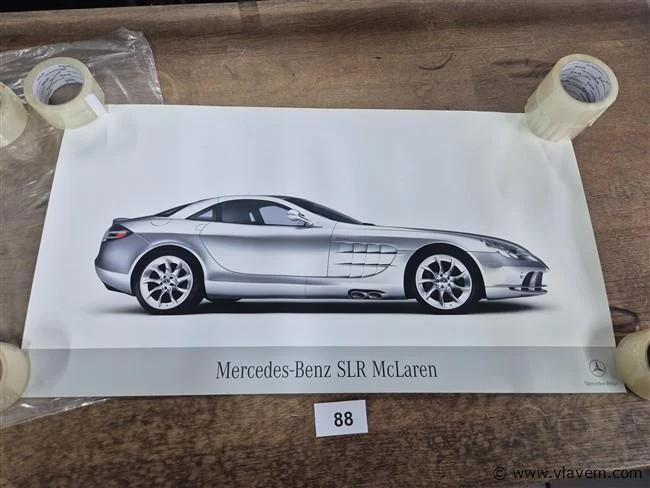 Mercedes-Benz SLR McLaren
Mercedes-Benz
88
© www.vlavem.com